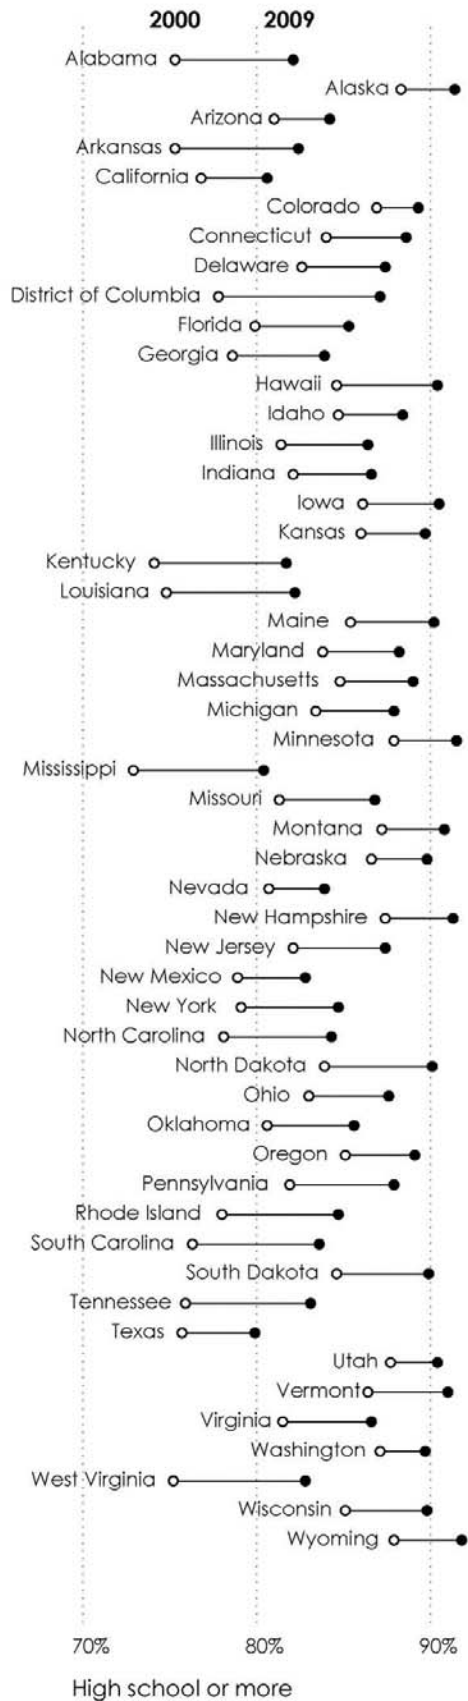 2000 2009
Alabama
Alaska
Arizona
Arkansas
California
Colorado
Connecticut
Delaware
District of Columbia
Florida
Georgia
Hawaii
Idaho
Illinois
Indiana
Iowa
Kansas
Kentucky
Louisiana
Maine
Maryland
Massachusetts
Michigan
Minnesota
Mississippi
Missouri
Montana
Nebraska
Nevada
New Hampshire
New Jersey
New Mexico
New York
North Carolina
North Dakota
Ohio
Oklahoma
Oregon
Pennsylvania
Rhode Island
South Carolina
South Dakota
Tennessee
Texas
Utah
Vermont
Virginia
Washington
West Virginia
Wisconsin
Wyoming
70% 80% 90%
High school or more